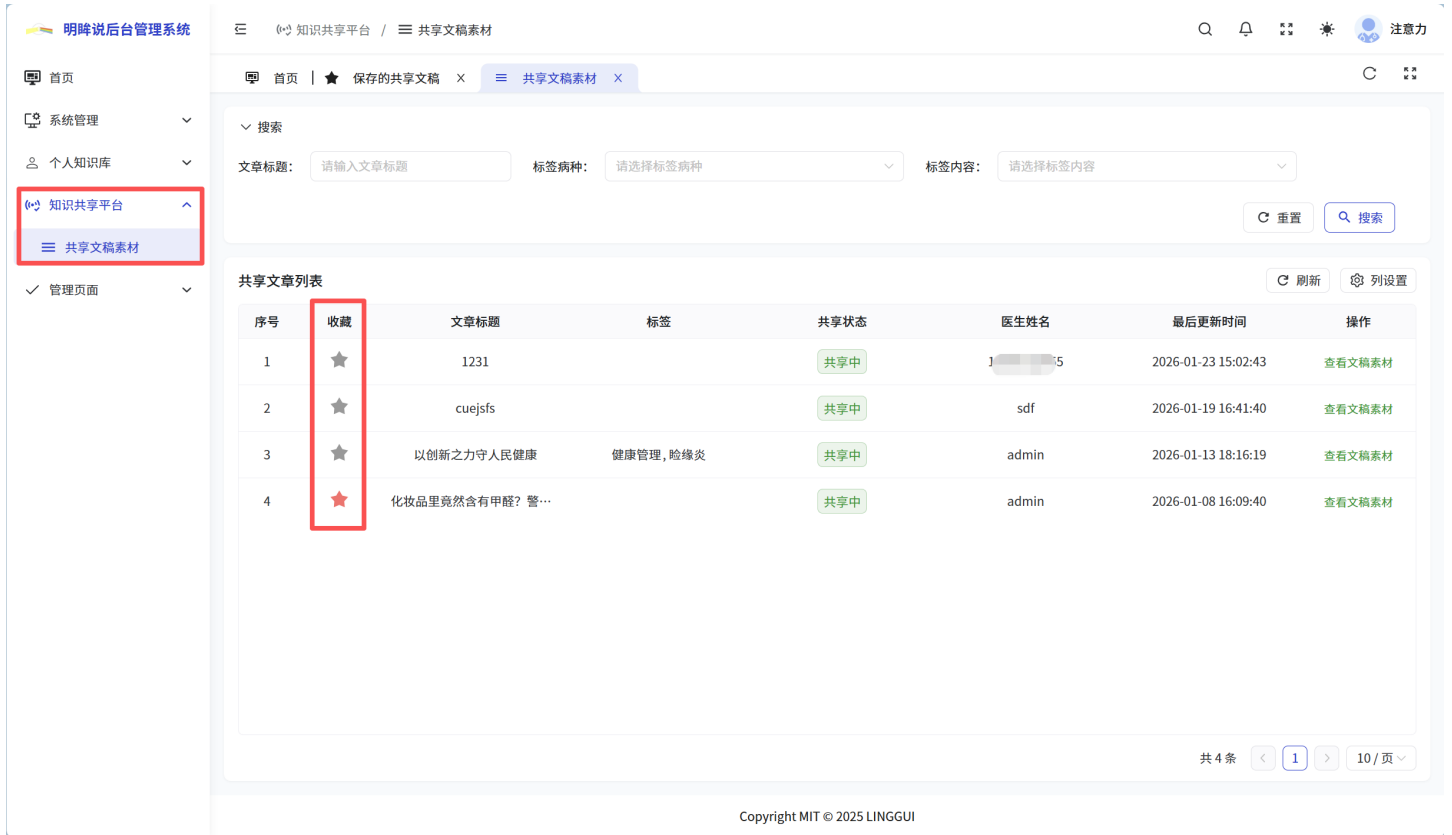 明眸说后台管理系统
知识共享平台 / 共享文稿素材
注意力
首页
系统管理
个人知识库
知识共享平台
共享文稿素材
管理页面
首页 保存的共享文稿 X 共享文稿素材 X
搜索
文章标题: 请输入文章标题 标签病种: 请选择标签病种 标签内容: 请选择标签内容
重置 搜索
共享文章列表 刷新 列设置
序号 收藏 文章标题 标签 共享状态 医生姓名 最后更新时间 操作
1 1231 共享中 2026-01-23 15:02:43 查看文稿素材
2 cuejsfs 共享中 sdf 2026-01-19 16:41:40 查看文稿素材
3 以创新之力守人民健康 健康管理,睑缘炎 共享中 admin 2026-01-13 18:16:19 查看文稿素材
4 化妆品里竟然含有甲醛？警… 共享中 admin 2026-01-08 16:09:40 查看文稿素材
共 4 条 1 10 / 页
Copyright MIT © 2025 LINGGUI